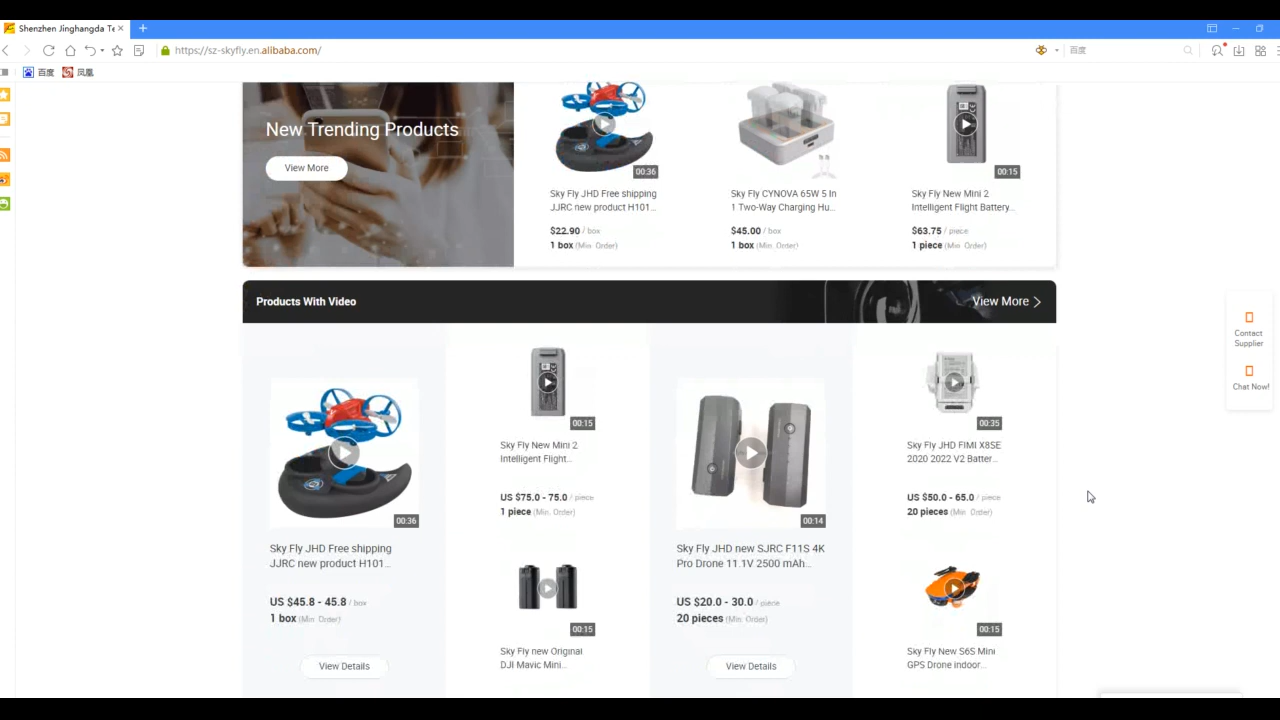 Shenzhen Jinghangda Te
https://sz-skyfly.en.alibaba.com/
百度
百度
凤凰
New Trending Products
View More
00:36
Sky Fly JHD Free shipping
JJRC new product H101...
$22.90 / box
1 box (Min. Order)
Sky Fly CYNOVA 65W 5 In
1 Two-Way Charging Hu...
$45.00 / box
1 box (Min. Order)
00:15
Sky Fly New Mini 2
Intelligent Flight Battery...
$63.75 / piece
1 piece (Min. Order)
Products With Video
View More
00:36
Sky Fly JHD Free shipping
JJRC new product H101...
US $45.8 - 45.8 / box
1 box (Min. Order)
View Details
00:15
Sky Fly New Mini 2
Intelligent Flight...
US $75.0 - 75.0 / piece
1 piece (Min. Order)
00:15
Sky Fly new Original
DJI Mavic Mini...
00:14
Sky Fly JHD new SJRC F11S 4K
Pro Drone 11.1V 2500 mAh...
US $20.0 - 30.0 / piece
20 pieces (Min. Order)
View Details
00:35
Sky Fly JHD FIMI X8SE
2020 2022 V2 Batter...
US $50.0 - 65.0 / piece
20 pieces (Min. Order)
00:15
Sky Fly New S6S Mini
GPS Drone indoor...
Contact
Supplier
Chat Now!